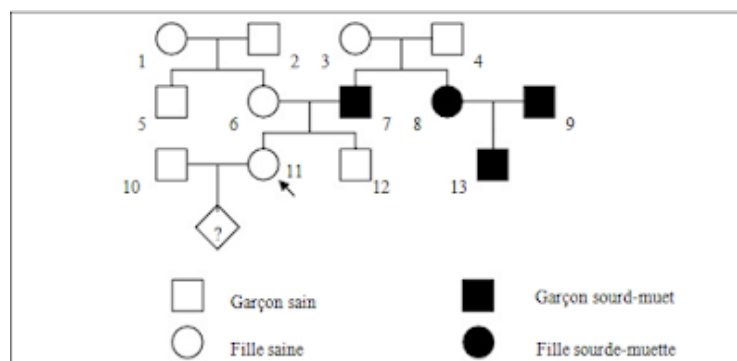 1 2 3 4
5 6 7 8 9
10 11 12 13
?
Garçon sain Garçon sourd-muet
Fille saine Fille sourde-muette